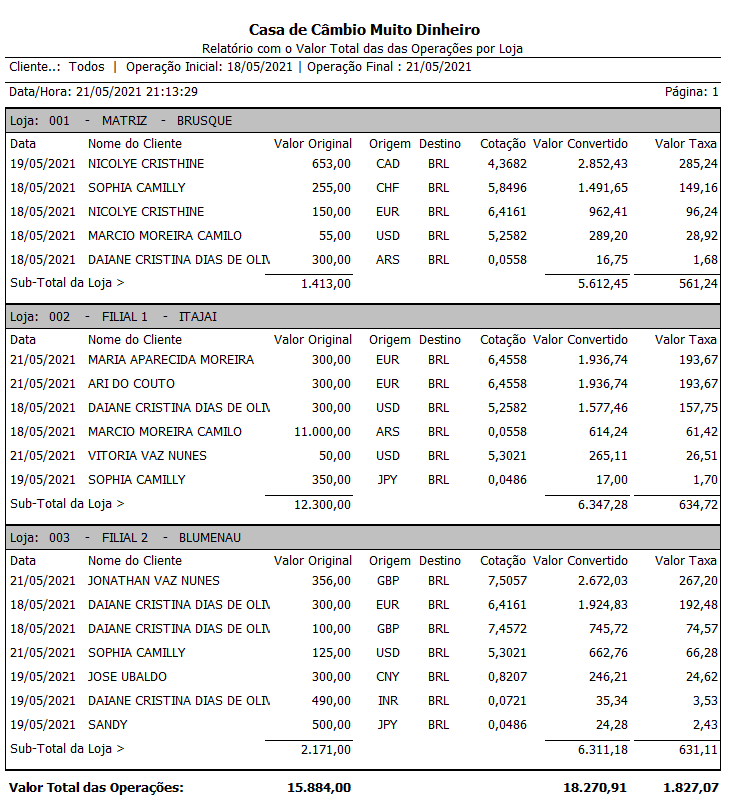 Casa de Câmbio Muito Dinheiro
Relatório com o Valor Total das das Operações por Loja
Cliente..: Todos | Operação Inicial: 18/05/2021 | Operação Final : 21/05/2021
Data/Hora: 21/05/2021 21:13:29 Página: 1
Loja: 001 - MATRIZ - BRUSQUE
Data Nome do Cliente Valor Original Origem Destino Cotação Valor Convertido Valor Taxa
19/05/2021 NICOLYE CRISTHINE 653,00 CAD BRL 4,3682 2.852,43 285,24
18/05/2021 SOPHIA CAMILLY 255,00 CHF BRL 5,8496 1.491,65 149,16
18/05/2021 NICOLYE CRISTHINE 150,00 EUR BRL 6,4161 962,41 96,24
18/05/2021 MARCIO MOREIRA CAMILO 55,00 USD BRL 5,2582 289,20 28,92
18/05/2021 DAIANE CRISTINA DIAS DE OLIV 300,00 ARS BRL 0,0558 16,75 1,68
Sub-Total da Loja > 1.413,00 5.612,45 561,24
Loja: 002 - FILIAL 1 - ITAJAI
Data Nome do Cliente Valor Original Origem Destino Cotação Valor Convertido Valor Taxa
21/05/2021 MARIA APARECIDA MOREIRA 300,00 EUR BRL 6,4558 1.936,74 193,67
21/05/2021 ARI DO COUTO 300,00 EUR BRL 6,4558 1.936,74 193,67
18/05/2021 DAIANE CRISTINA DIAS DE OLIV 300,00 USD BRL 5,2582 1.577,46 157,75
18/05/2021 MARCIO MOREIRA CAMILO 11.000,00 ARS BRL 0,0558 614,24 61,42
21/05/2021 VITORIA VAZ NUNES 50,00 USD BRL 5,3021 265,11 26,51
19/05/2021 SOPHIA CAMILLY 350,00 JPY BRL 0,0486 17,00 1,70
Sub-Total da Loja > 12.300,00 6.347,28 634,72
Loja: 003 - FILIAL 2 - BLUMENAU
Data Nome do Cliente Valor Original Origem Destino Cotação Valor Convertido Valor Taxa
21/05/2021 JONATHAN VAZ NUNES 356,00 GBP BRL 7,5057 2.672,03 267,20
18/05/2021 DAIANE CRISTINA DIAS DE OLIV 300,00 EUR BRL 6,4161 1.924,83 192,48
18/05/2021 DAIANE CRISTINA DIAS DE OLIV 100,00 GBP BRL 7,4572 745,72 74,57
21/05/2021 SOPHIA CAMILLY 125,00 USD BRL 5,3021 662,76 66,28
19/05/2021 JOSE UBALDO 300,00 CNY BRL 0,8207 246,21 24,62
19/05/2021 DAIANE CRISTINA DIAS DE OLIV 490,00 INR BRL 0,0721 35,34 3,53
19/05/2021 SANDY 500,00 JPY BRL 0,0486 24,28 2,43
Sub-Total da Loja > 2.171,00 6.311,18 631,11
Valor Total das Operações: 15.884,00 18.270,91 1.827,07